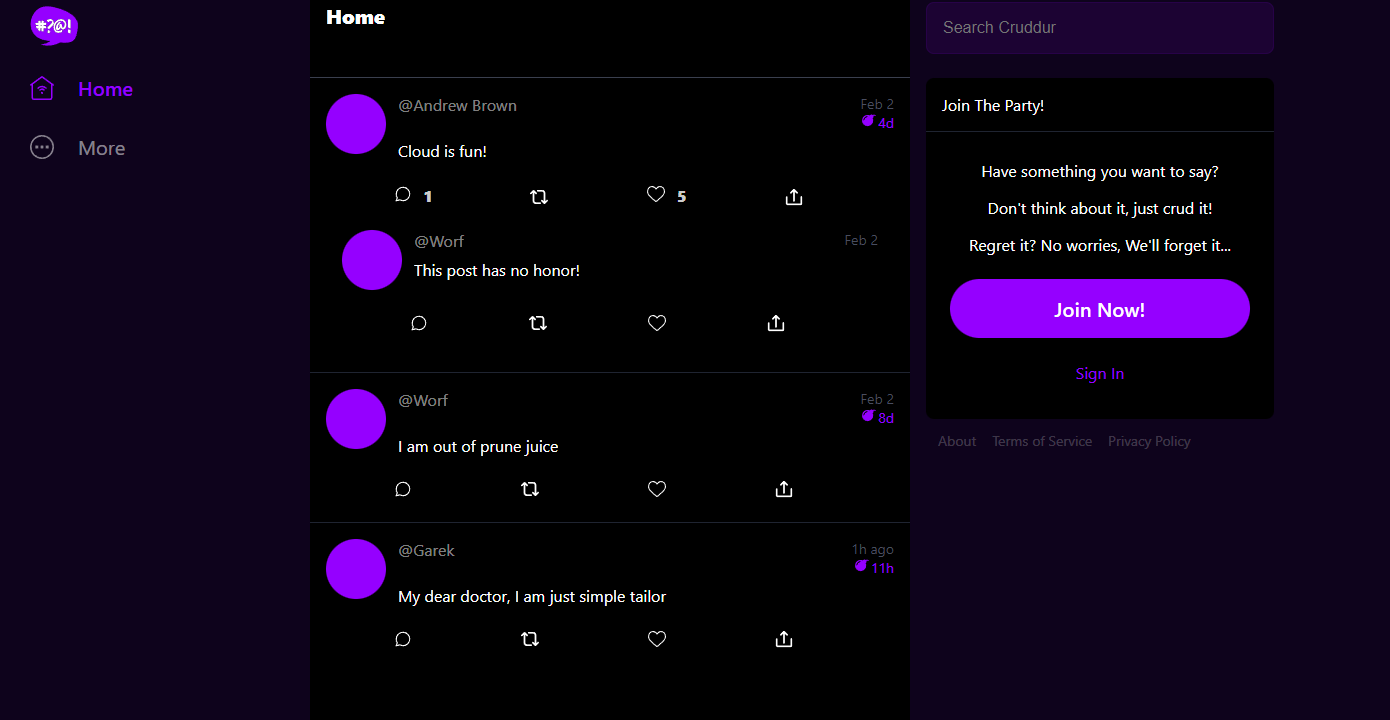 #?@!
Home
More
Home
@Andrew Brown
Feb 2
4d
Cloud is fun!
1
5
@Worf
Feb 2
This post has no honor!
@Worf
Feb 2
8d
I am out of prune juice
@Garek
1h ago
11h
My dear doctor, I am just simple tailor
Search Cruddur
Join The Party!
Have something you want to say?
Don't think about it, just crud it!
Regret it? No worries, We'll forget it...
Join Now!
Sign In
About Terms of Service Privacy Policy